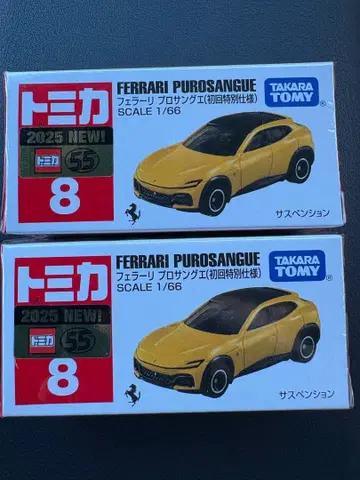 トミカ
FERRARI PUROSANGUE
フェラーリ プロサングエ(初回特別仕様)
SCALE 1/66
TAKARA
TOMY
®
2025 NEW!
トミカ
55
8
サスペンション
トミカ
FERRARI PUROSANGUE
フェラーリ プロサングエ(初回特別仕様)
SCALE 1/66
TAKARA
TOMY
®
2025 NEW!
トミカ
55
8
サスペンション